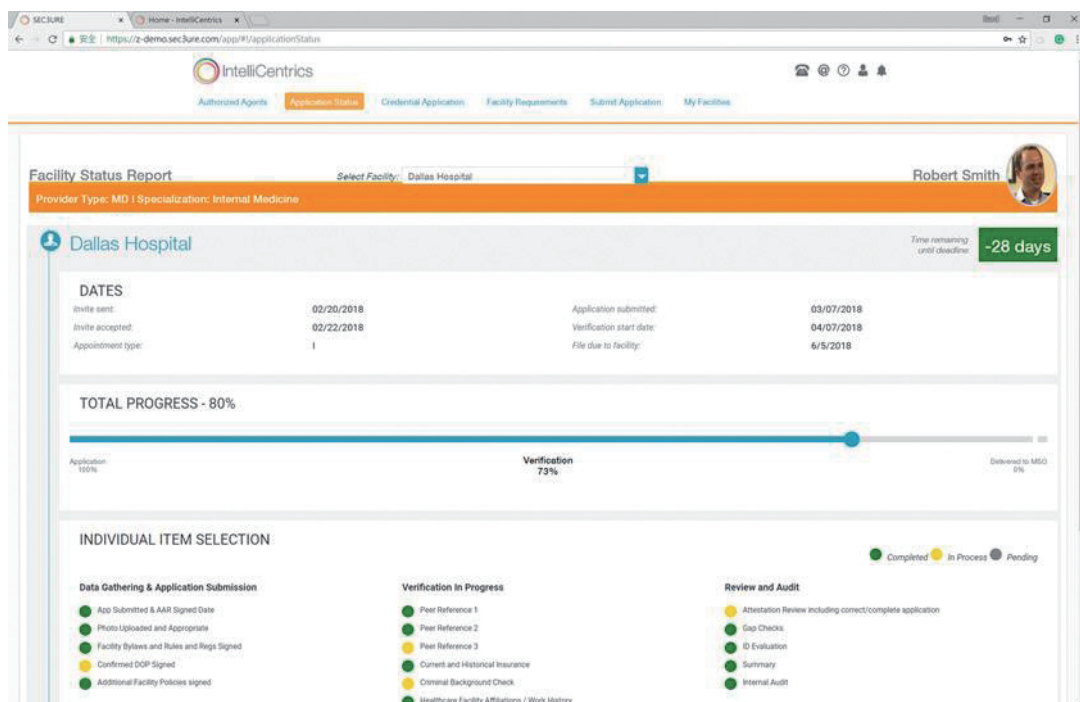 SEC3URE
Home - IntelliCentrics
安全 https://z-demo.sec3ure.com/app/#!/applicationStatus
IntelliCentrics
Authorized Agents Application Status Credential Application Facility Requirements Submit Application My Facilities
Facility Status Report Select Facility: Dallas Hospital Robert Smith
Provider Type: MD | Specialization: Internal Medicine
Dallas Hospital
Time remaining
until deadline
-28 days
DATES
Invite sent: 02/20/2018 Application submitted: 03/07/2018
Invite accepted: 02/22/2018 Verification start date: 04/07/2018
Appointment type: I File due to facility: 6/5/2018
TOTAL PROGRESS - 80%
Application Verification Delivered to MSO
100% 73% 0%
INDIVIDUAL ITEM SELECTION
Completed In Process Pending
Data Gathering & Application Submission Verification In Progress Review and Audit
App Submitted & AAR Signed Date Peer Reference 1 Attestation Review including correct/complete application
Photo Uploaded and Appropriate Peer Reference 2 Gap Checks
Facility Bylaws and Rules and Regs Signed Peer Reference 3 ID Evaluation
Confirmed DOP Signed Current and Historical Insurance Summary
Additional Facility Policies signed Criminal Background Check Internal Audit
Healthcare Facility Affiliations / Work History